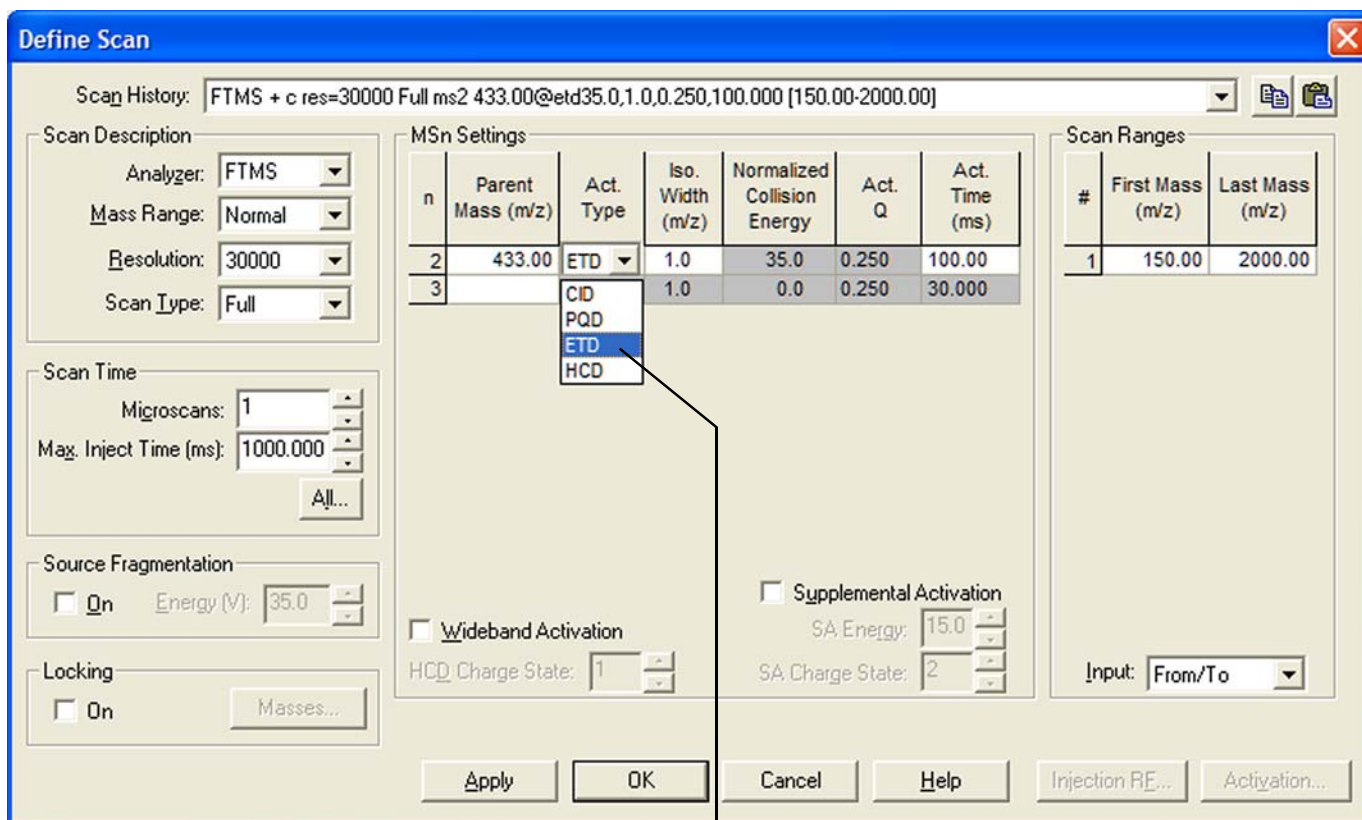 Define Scan
Scan History: FTMS + c res=30000 Full ms2 433.00@etd35.0,1.0,0.250,100.000 [150.00-2000.00]
Scan Description
Analyzer: FTMS
Mass Range: Normal
Resolution: 30000
Scan Type: Full
Scan Time
Microscans: 1
Max. Inject Time (ms): 1000.000
All...
Source Fragmentation
On Energy (V): 35.0
Locking
On Masses...
MSn Settings
n Parent Mass (m/z) Act. Type Iso. Width (m/z) Normalized Collision Energy Act. Q Act. Time (ms)
2 433.00 ETD 1.0 35.0 0.250 100.00
3 1.0 0.0 0.250 30.000
CID
PQD
ETD
HCD
Wideband Activation
HCD Charge State: 1
Supplemental Activation
SA Energy: 15.0
SA Charge State: 2
Scan Ranges
# First Mass (m/z) Last Mass (m/z)
1 150.00 2000.00
Input: From/To
Apply OK Cancel Help Injection RF... Activation...